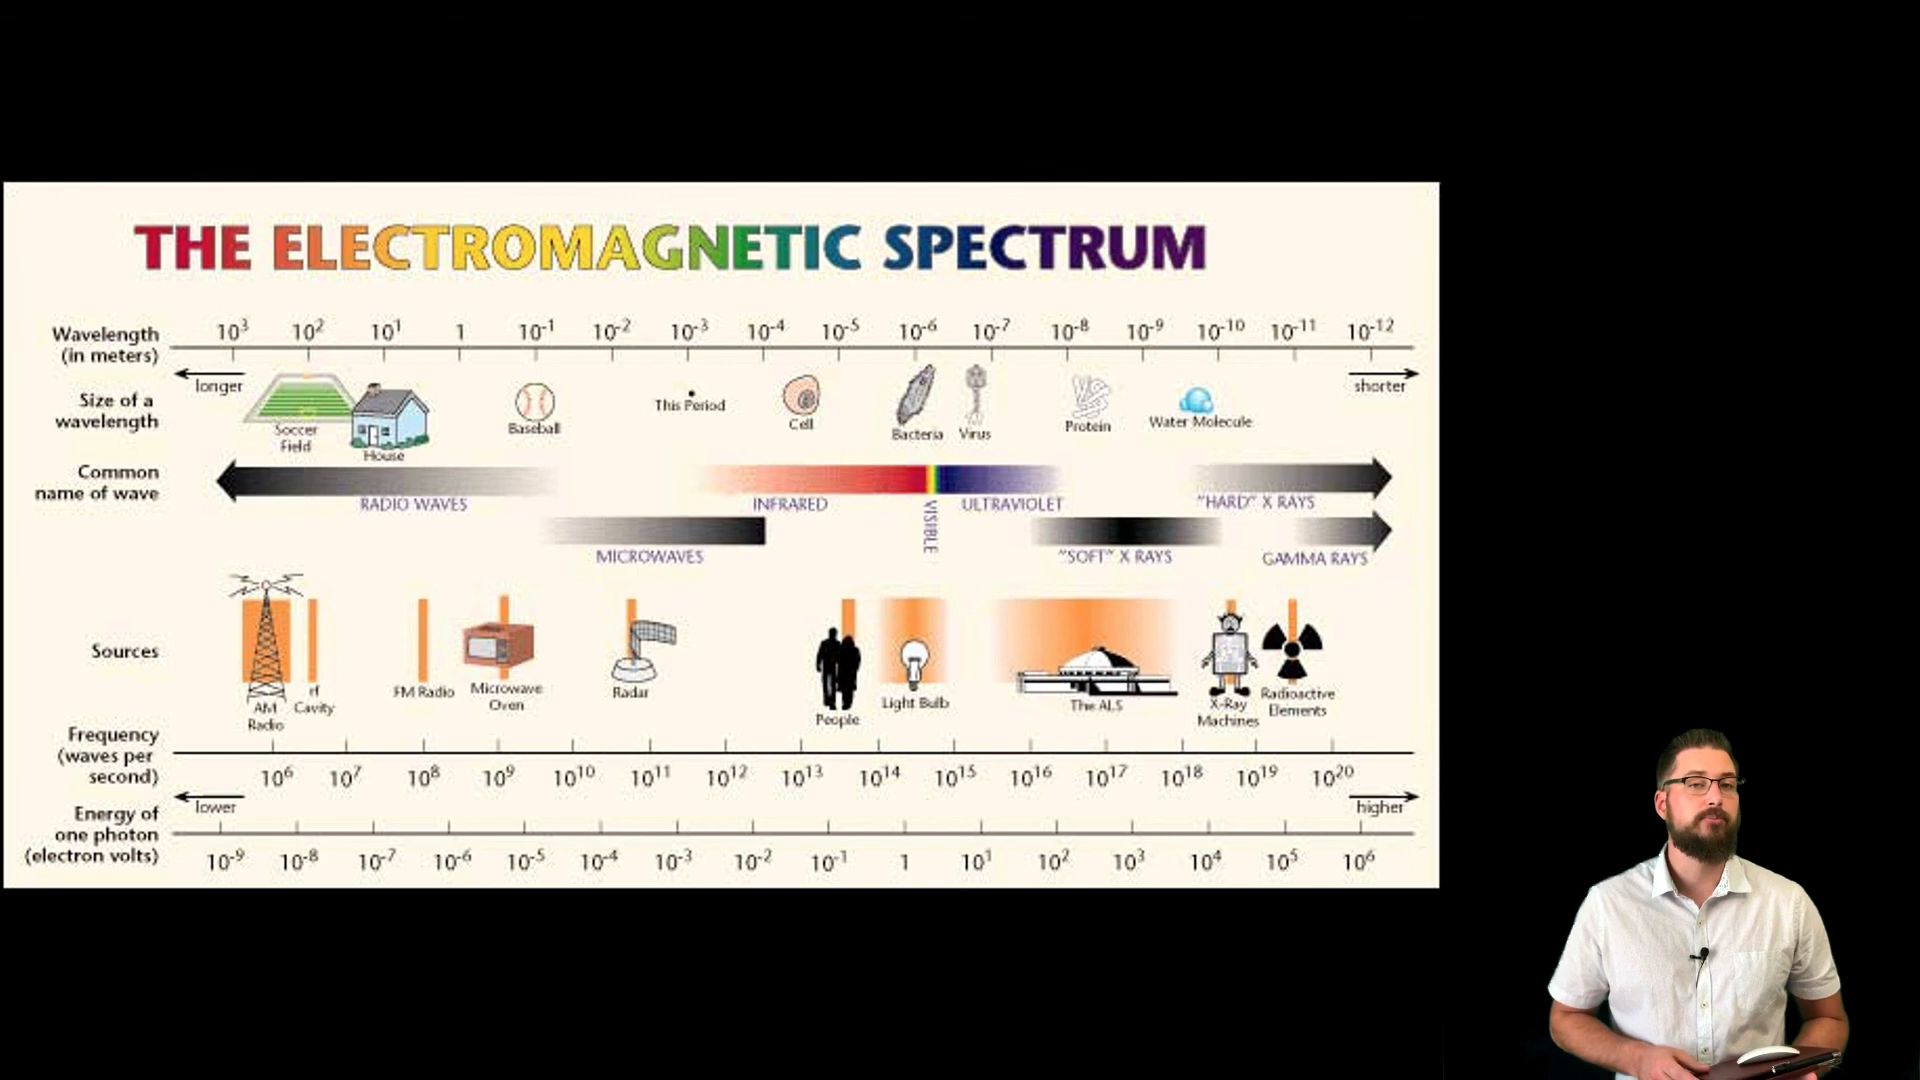 THE ELECTROMAGNETIC SPECTRUM
Wavelength
(in meters)
10³ 10² 10¹ 1 10⁻¹ 10⁻² 10⁻³ 10⁻⁴ 10⁻⁵ 10⁻⁶ 10⁻⁷ 10⁻⁸ 10⁻⁹ 10⁻¹⁰ 10⁻¹¹ 10⁻¹²
longer
shorter
Size of a
wavelength
Soccer
Field
House
Baseball
This Period
Cell
Bacteria
Virus
Protein
Water Molecule
Common
name of wave
RADIO WAVES
INFRARED
VISIBLE
ULTRAVIOLET
"HARD" X RAYS
MICROWAVES
"SOFT" X RAYS
GAMMA RAYS
Sources
AM
Radio
rf
Cavity
FM Radio
Microwave
Oven
Radar
People
Light Bulb
The ALS
X-Ray
Machines
Radioactive
Elements
Frequency
(waves per
second)
10⁶ 10⁷ 10⁸ 10⁹ 10¹⁰ 10¹¹ 10¹² 10¹³ 10¹⁴ 10¹⁵ 10¹⁶ 10¹⁷ 10¹⁸ 10¹⁹ 10²⁰
lower
higher
Energy of
one photon
(electron volts)
10⁻⁹ 10⁻⁸ 10⁻⁷ 10⁻⁶ 10⁻⁵ 10⁻⁴ 10⁻³ 10⁻² 10⁻¹ 1 10¹ 10² 10³ 10⁴ 10⁵ 10⁶